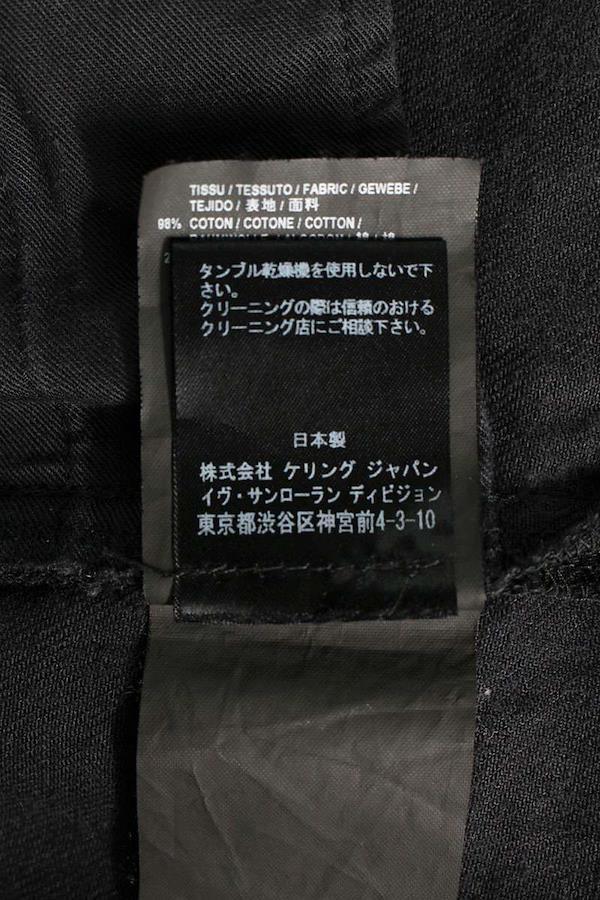 TISSU / TESSUTO / FABRIC / GEWEBE /
TEJIDO / 表地 / 面料
98% COTON / COTONE / COTTON /
タンブル乾燥機を使用しないで下
さい。
クリーニングの際は信頼のおける
クリーニング店にご相談下さい。
日本製
株式会社 ケリング ジャパン
イヴ・サンローラン ディビジョン
東京都渋谷区神宮前4-3-10